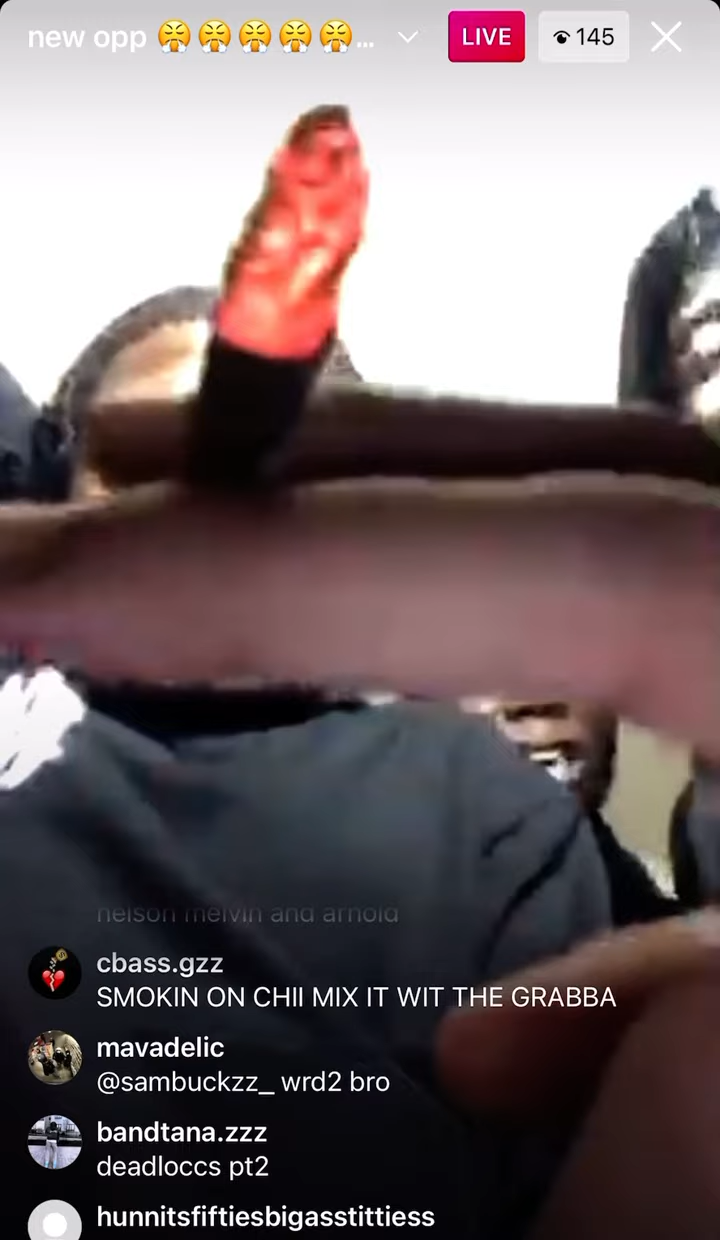 new opp 😤😤😤😤😤...
LIVE
145
nelson melvin and arnold
cbass.gzz
SMOKIN ON CHII MIX IT WIT THE GRABBA
mavadelic
@sambuckzz_ wrd2 bro
bandtana.zzz
deadloccs pt2
hunnitsfiftiesbigasstittiess